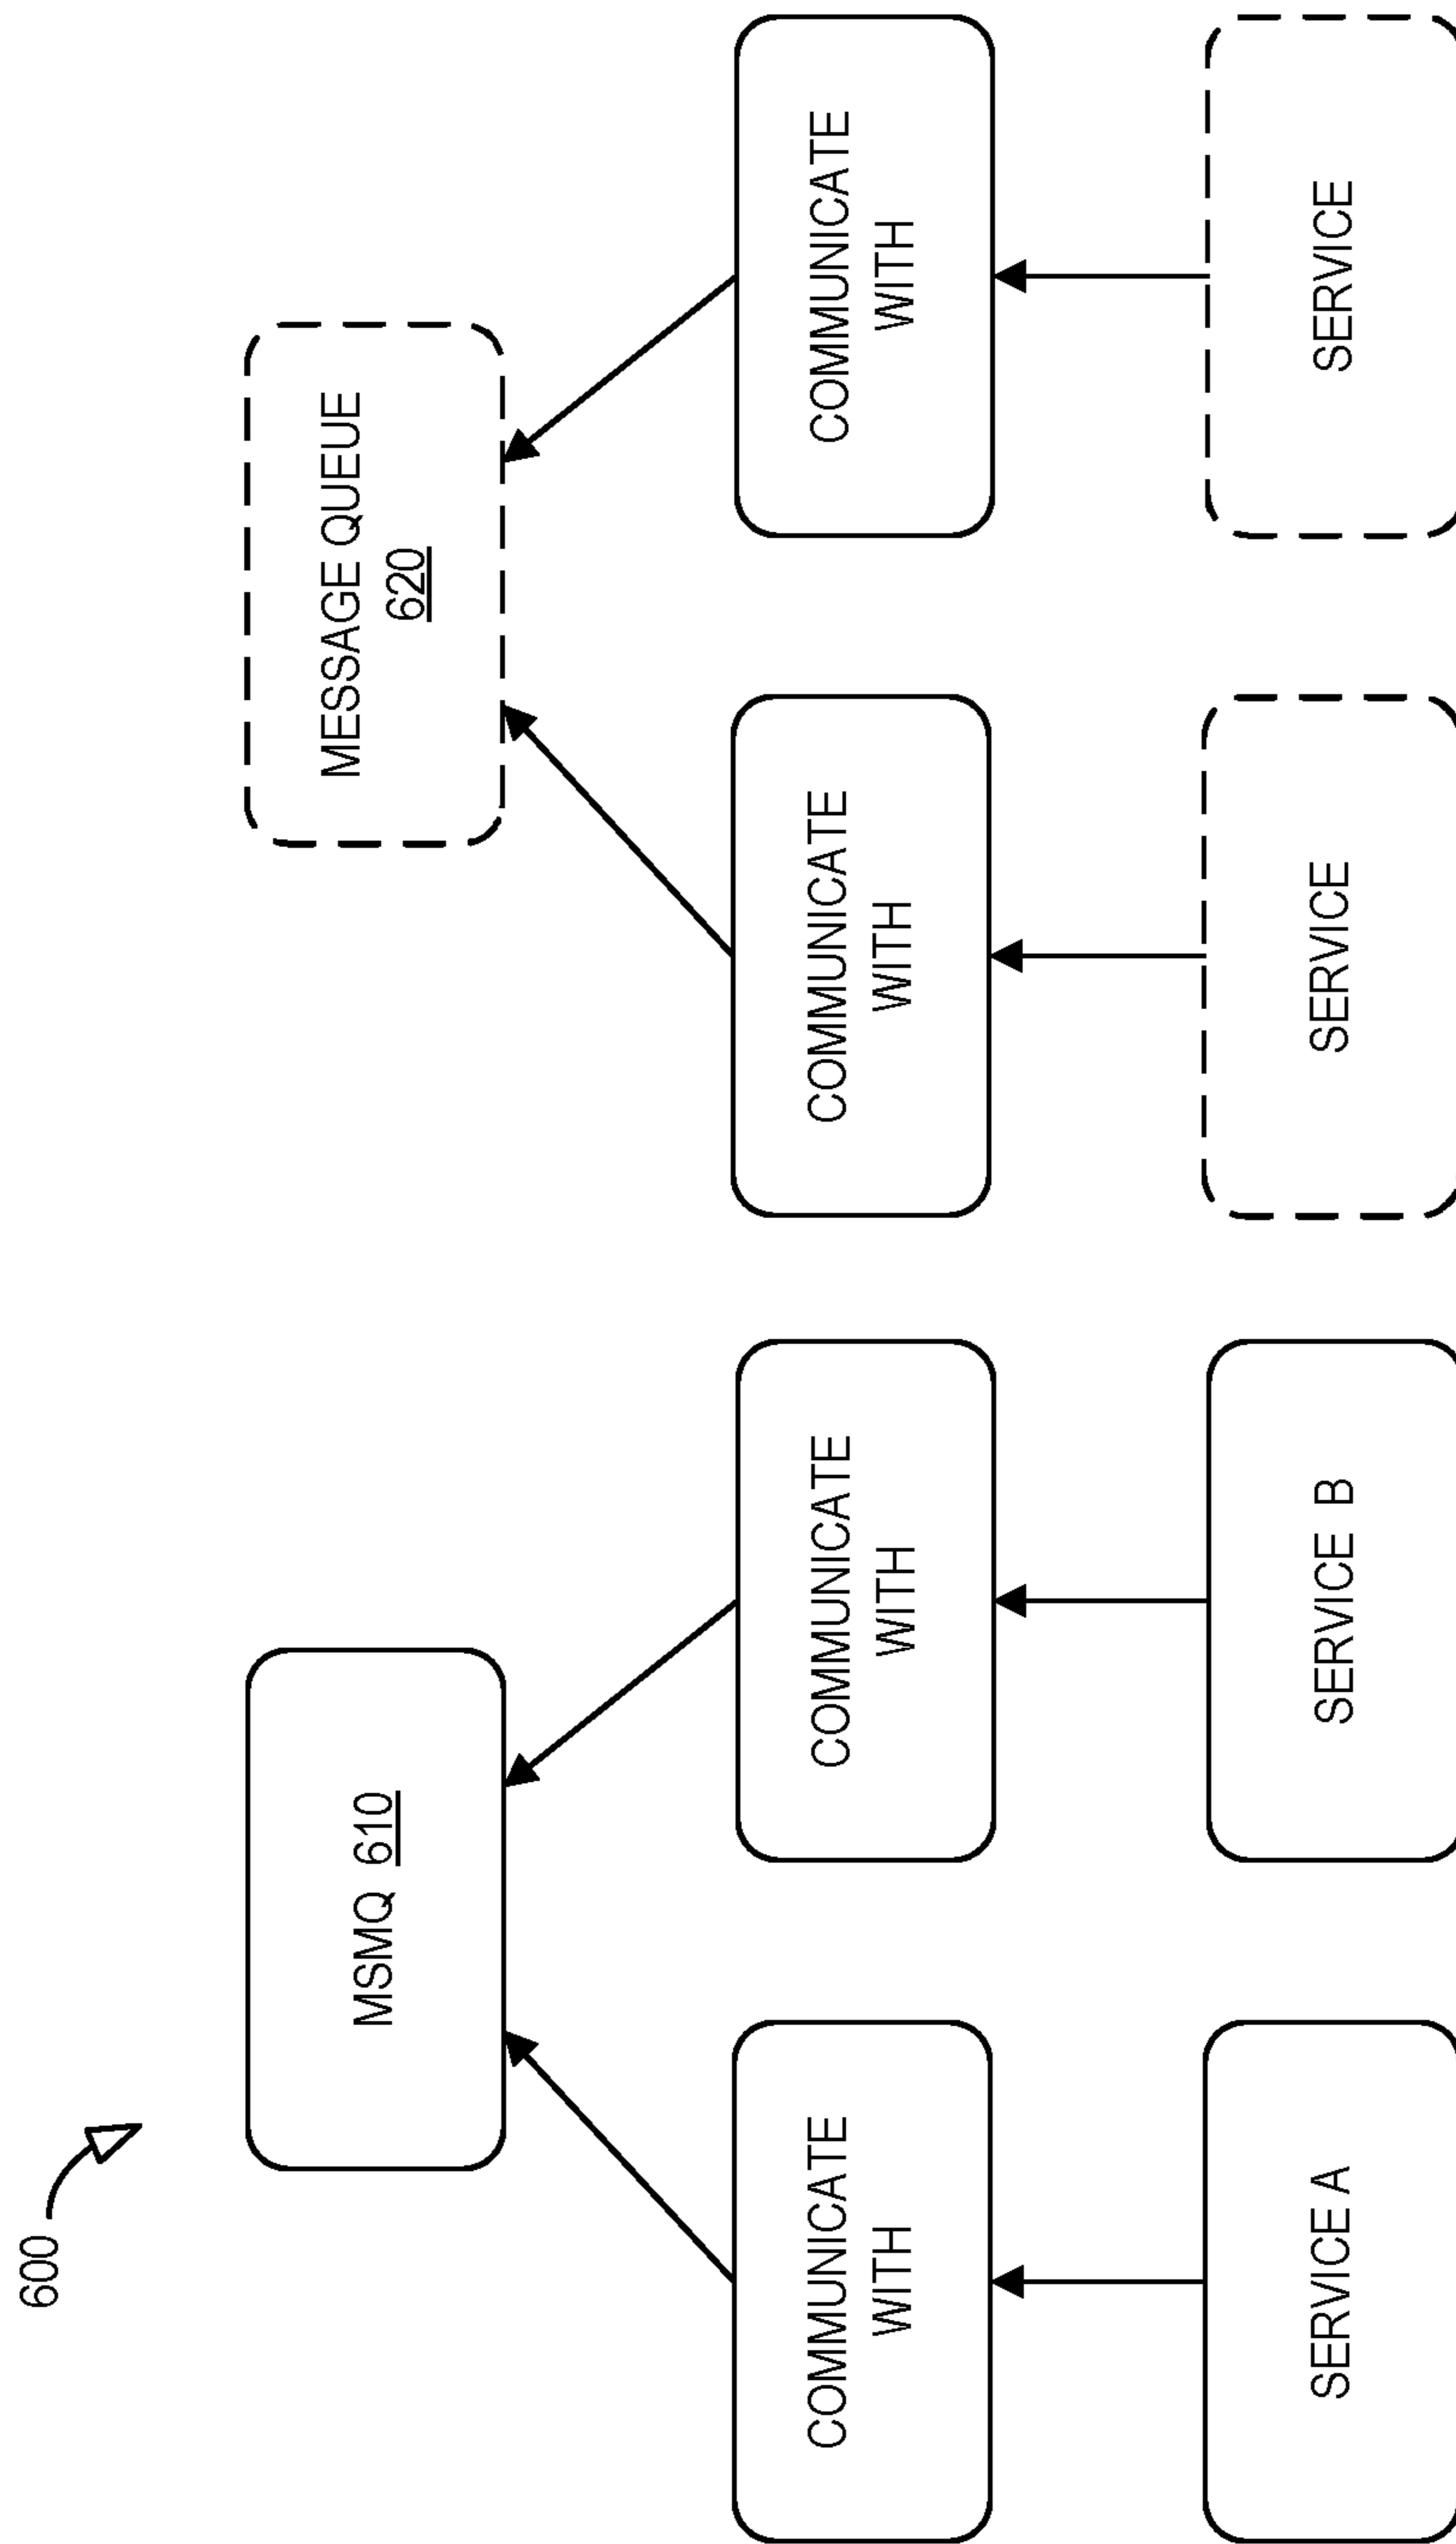 600
MSMQ 610
MESSAGE QUEUE
620
COMMUNICATE
WITH
COMMUNICATE
WITH
COMMUNICATE
WITH
COMMUNICATE
WITH
SERVICE A
SERVICE B
SERVICE
SERVICE